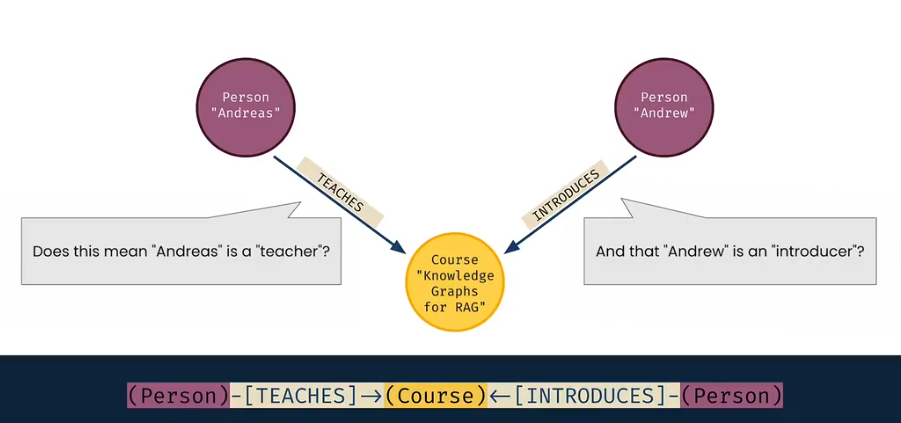 Person
"Andreas"
Person
"Andrew"
TEACHES
INTRODUCES
Does this mean "Andreas" is a "teacher"?
And that "Andrew" is an "introducer"?
Course
"Knowledge
Graphs
for RAG"
(Person)-[TEACHES]→(Course)←[INTRODUCES]-(Person)